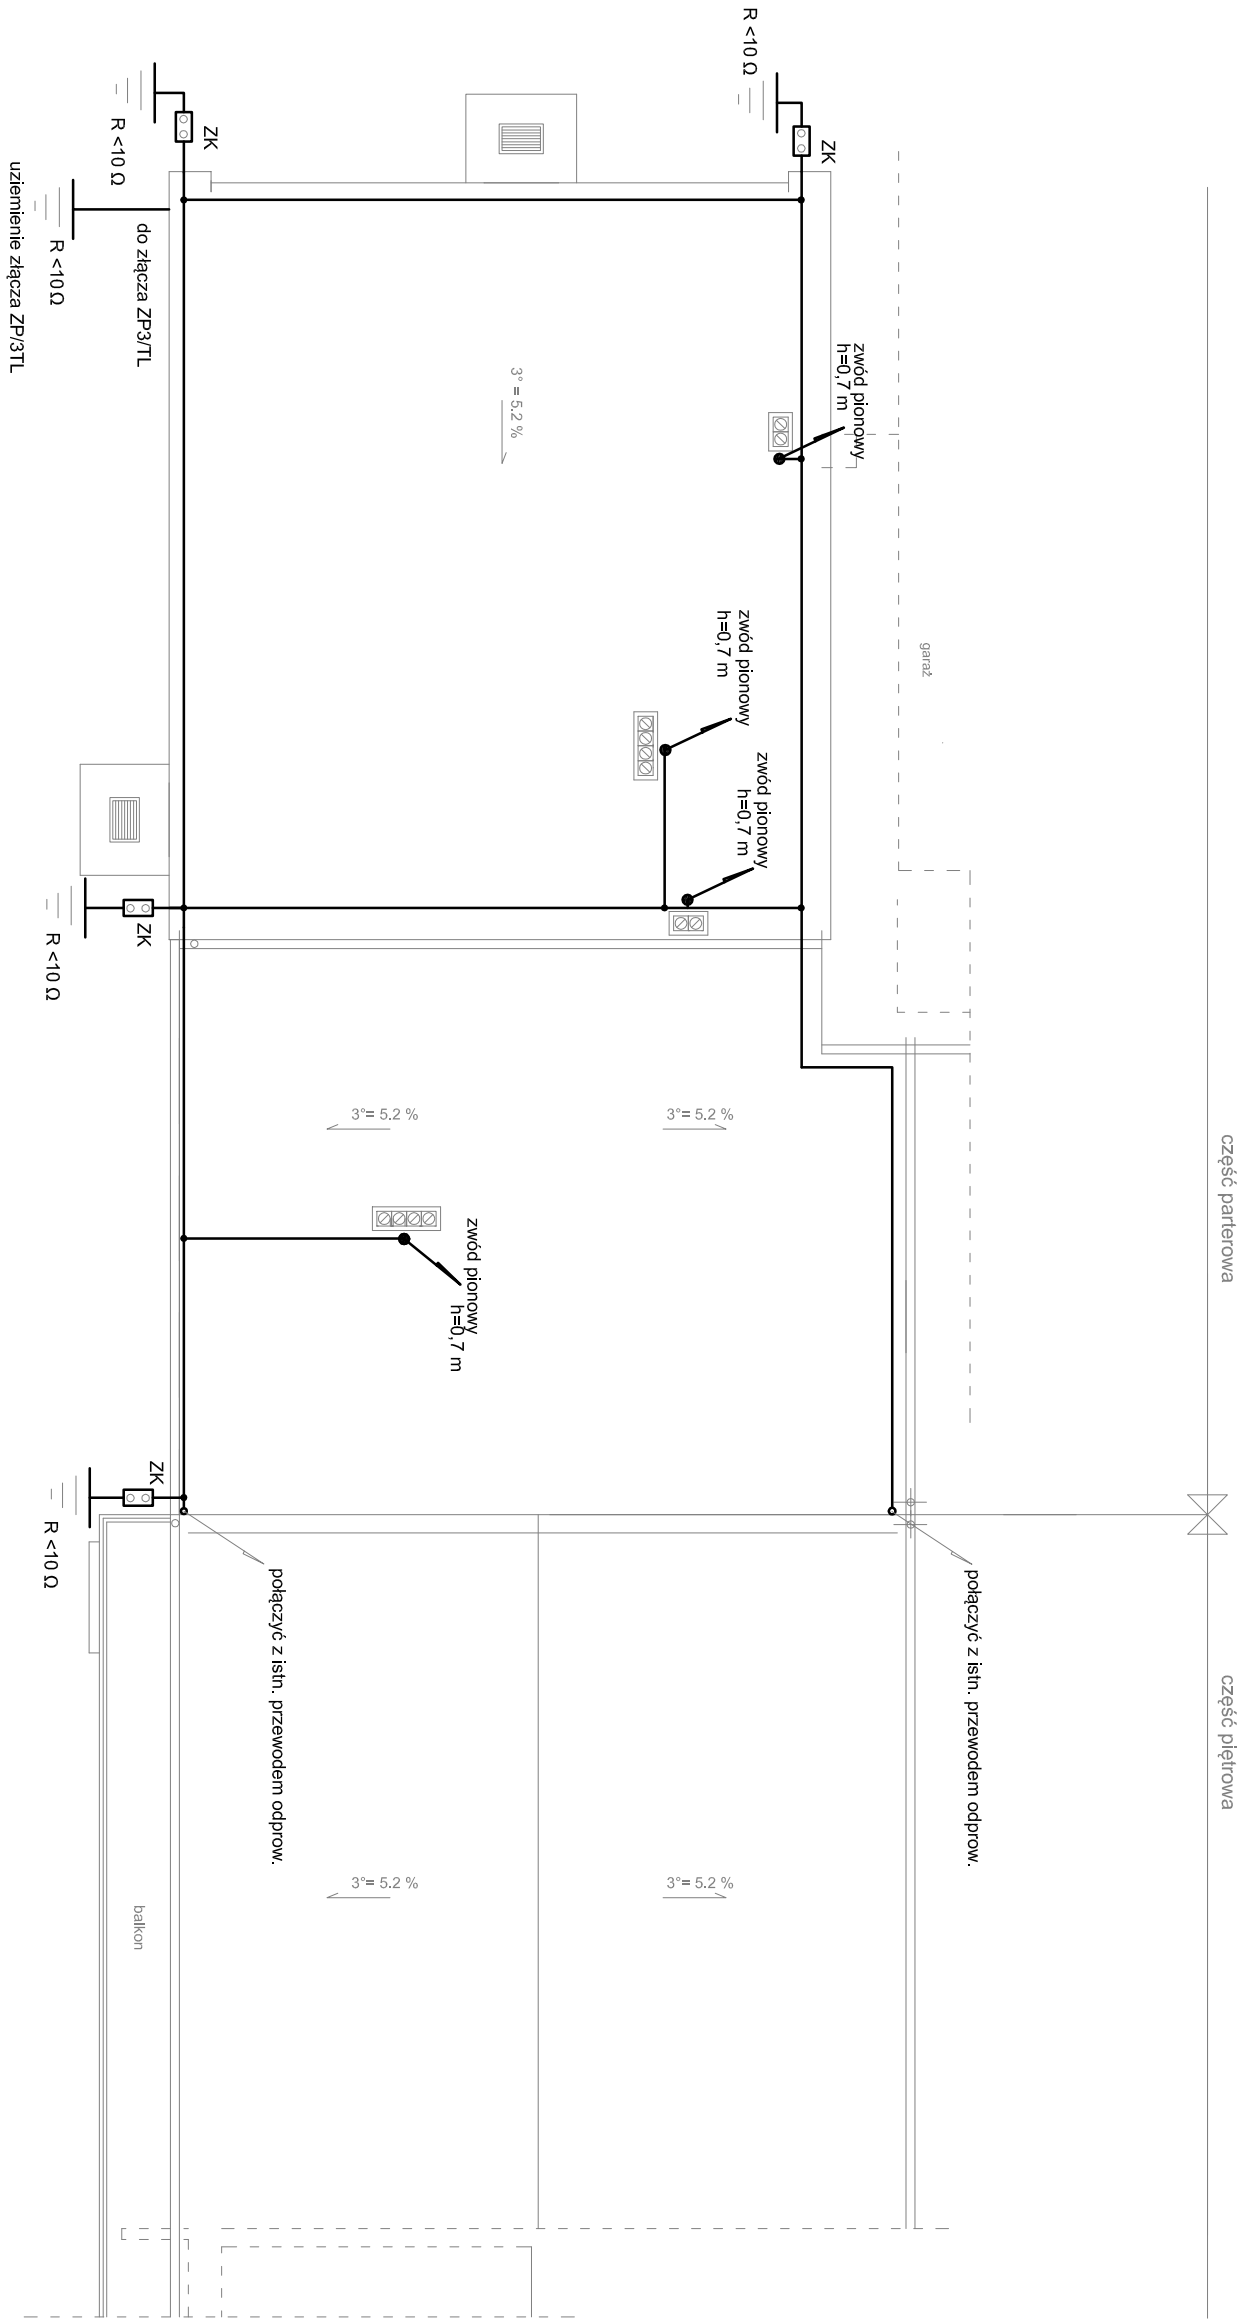 R <10 Ω
ZK
R <10 Ω
ZK
R <10 Ω
uziemienie złącza ZP/3TL
do złącza ZP3/TL
zwód pionowy
h=0,7 m
3° = 5.2 %
garaż
zwód pionowy
h=0,7 m
zwód pionowy
h=0,7 m
ZK
R <10 Ω
3°= 5.2 %
3°= 5.2 %
część parterowa
zwód pionowy
h=0,7 m
ZK
R <10 Ω
połączyć z istn. przewodem odprow.
połączyć z istn. przewodem odprow.
część piętrowa
3°= 5.2 %
3°= 5.2 %
balkon